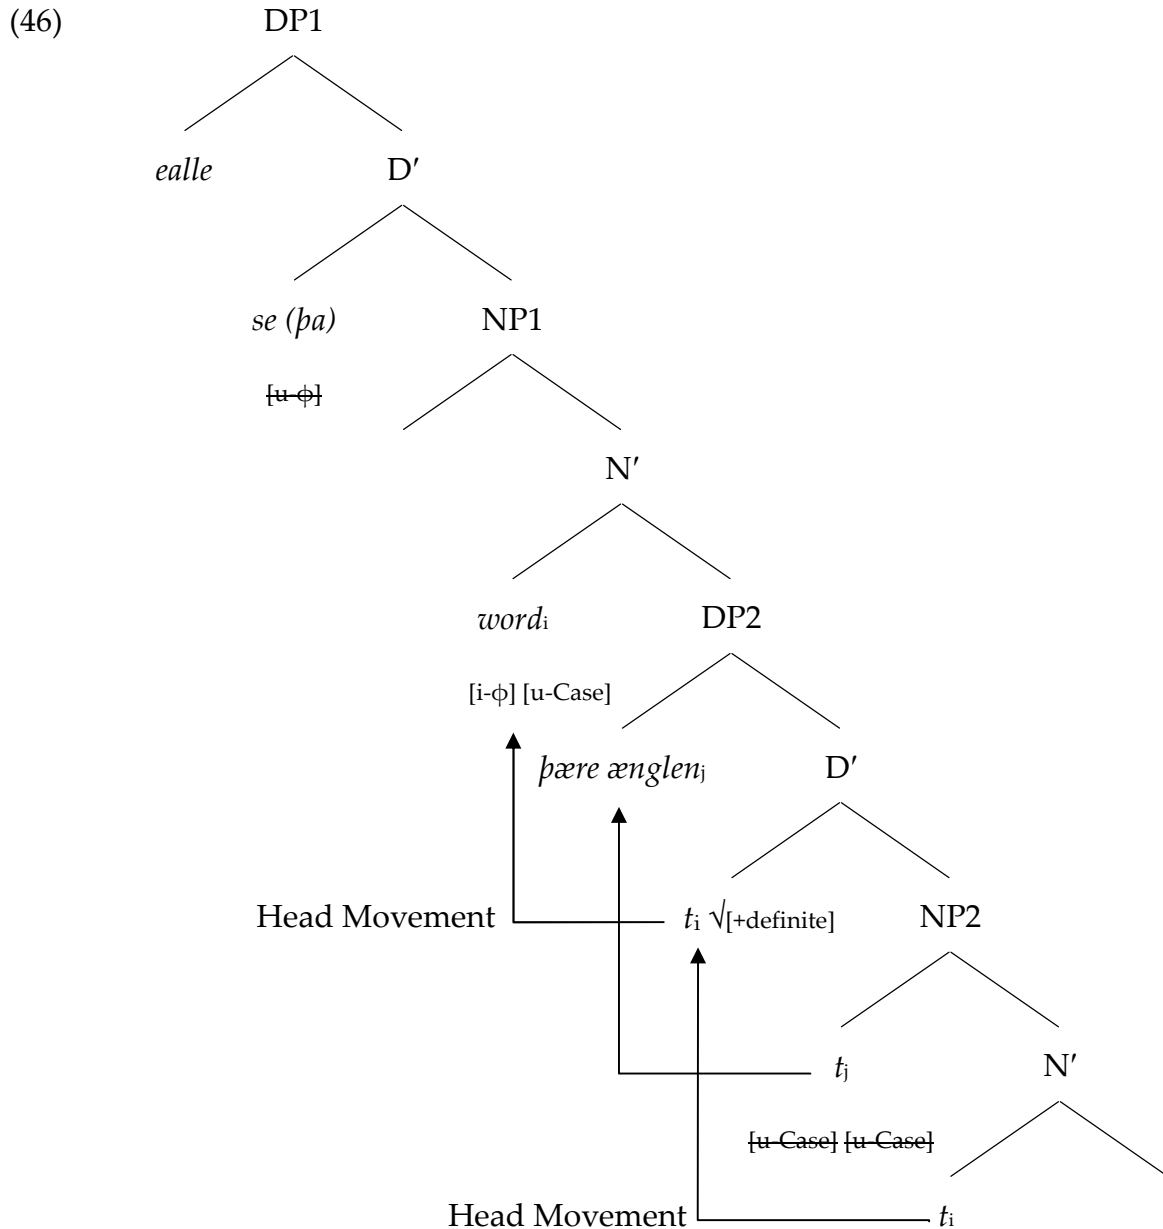 (46) DP1
ealle D′
se (þa) NP1
[u-ϕ]
N′
wordi DP2
[i-ϕ] [u-Case]
þære ænglenj D′
Head Movement ti √[+definite] NP2
tj N′
[u-Case] [u-Case]
Head Movement ti